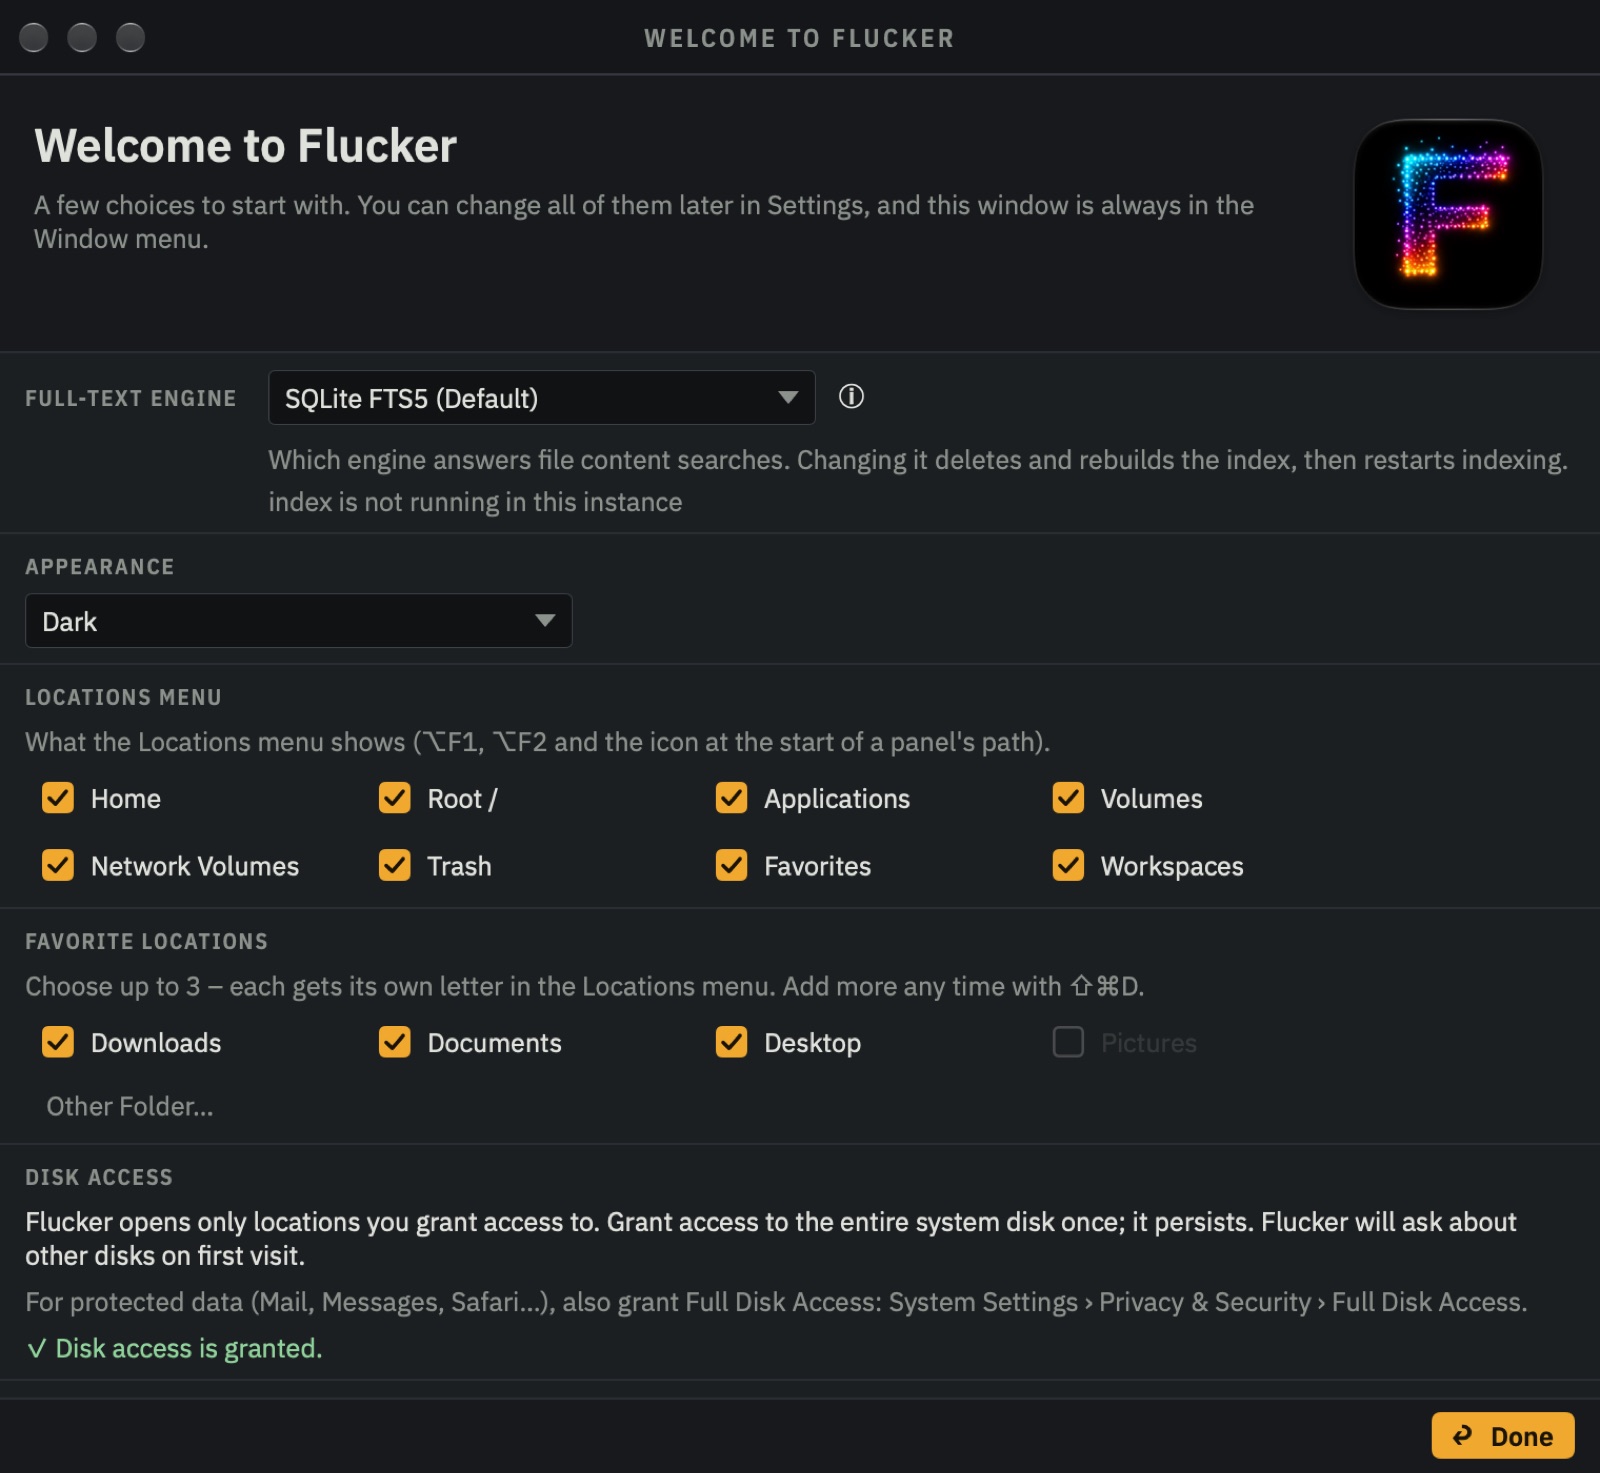 WELCOME TO FLUCKER
Welcome to Flucker
A few choices to start with. You can change all of them later in Settings, and this window is always in the
Window menu.
F
FULL-TEXT ENGINE
SQLite FTS5 (Default)
Which engine answers file content searches. Changing it deletes and rebuilds the index, then restarts indexing.
index is not running in this instance
APPEARANCE
Dark
LOCATIONS MENU
What the Locations menu shows (⌥F1, ⌥F2 and the icon at the start of a panel's path).
Home Root / Applications Volumes
Network Volumes Trash Favorites Workspaces
FAVORITE LOCATIONS
Choose up to 3 – each gets its own letter in the Locations menu. Add more any time with ⇧⌘D.
Downloads Documents Desktop Pictures
Other Folder...
DISK ACCESS
Flucker opens only locations you grant access to. Grant access to the entire system disk once; it persists. Flucker will ask about
other disks on first visit.
For protected data (Mail, Messages, Safari...), also grant Full Disk Access: System Settings › Privacy & Security › Full Disk Access.
✓ Disk access is granted.
Done